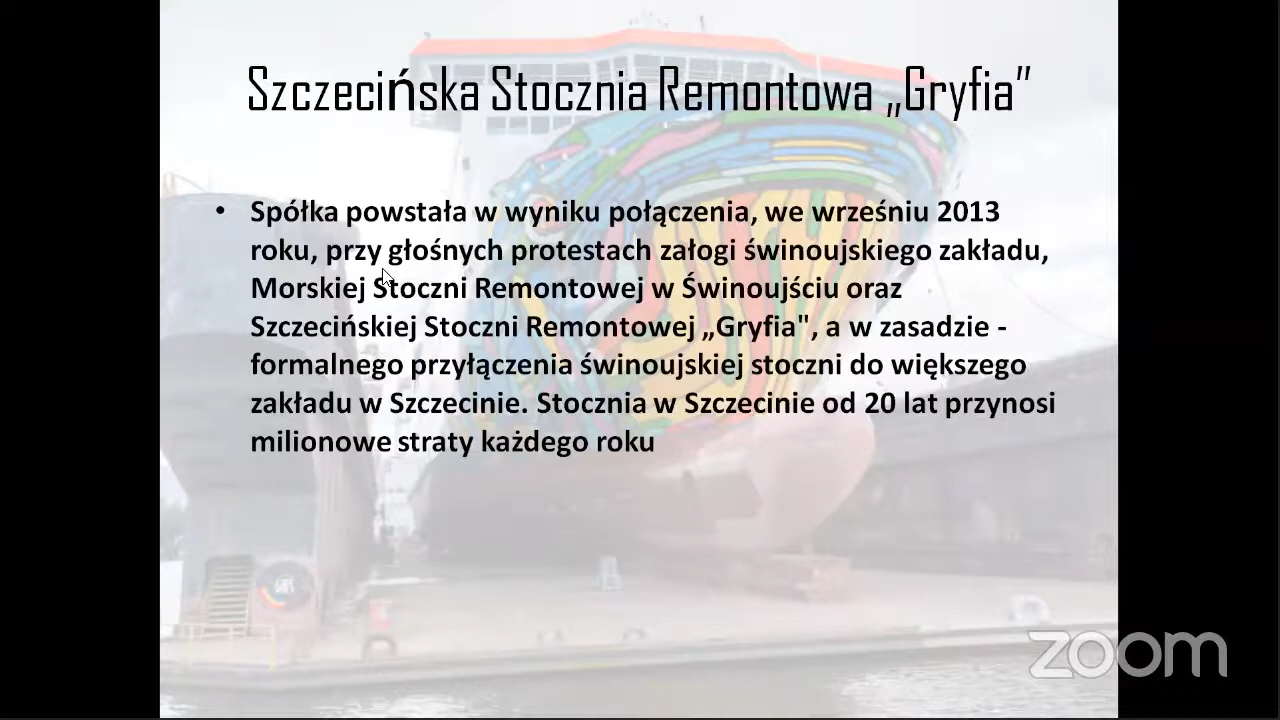 Szczecińska Stocznia Remontowa „Gryfia”
• Spółka powstała w wyniku połączenia, we wrześniu 2013
roku, przy głośnych protestach załogi świnoujskiego zakładu,
Morskiej Stoczni Remontowej w Świnoujściu oraz
Szczecińskiej Stoczni Remontowej „Gryfia", a w zasadzie -
formalnego przyłączenia świnoujskiej stoczni do większego
zakładu w Szczecinie. Stocznia w Szczecinie od 20 lat przynosi
milionowe straty każdego roku
zoom